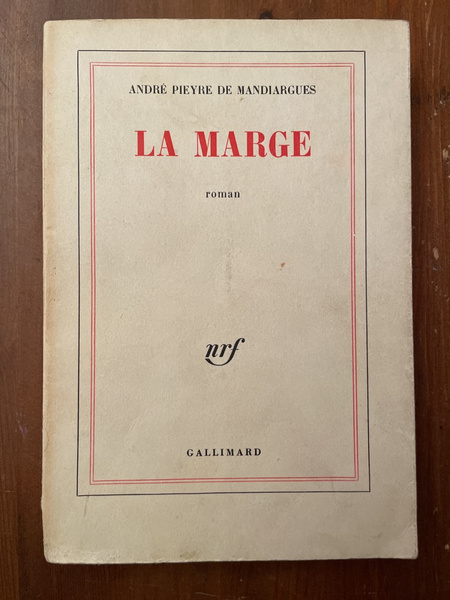 ANDRÉ PIEYRE DE MANDIARGUES
LA MARGE
roman
nrf
GALLIMARD